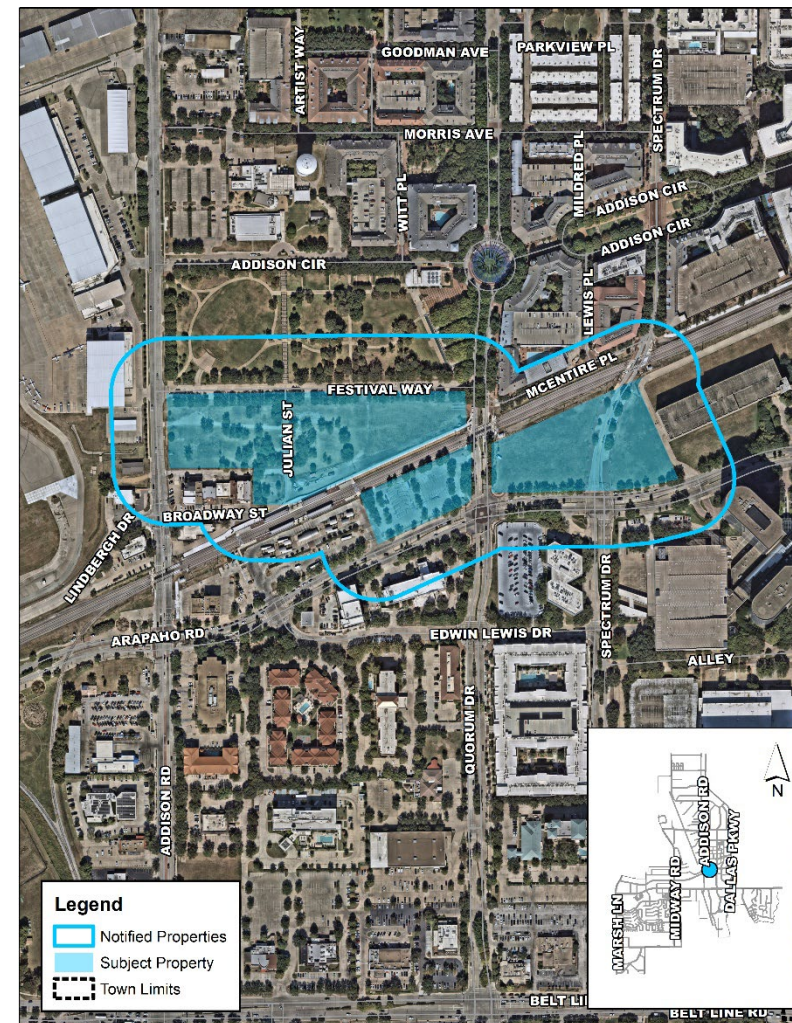 GOODMAN AVE
PARKVIEW PL
ARTIST WAY
SPECTRUM DR
MORRIS AVE
WITT PL
MILDRED PL
ADDISON CIR
ADDISON CIR
ADDISON CIR
LEWIS PL
MCENTIRE PL
FESTIVAL WAY
JULIAN ST
BROADWAY ST
LINDBERGH DR
ARAPAHO RD
EDWIN LEWIS DR
SPECTRUM DR
ALLEY
QUORUM DR
ADDISON RD
N
ADDISON RD
DALLAS PKWY
MIDWAY RD
MARSH LN
Legend
Notified Properties
Subject Property
Town Limits
BELT LI
BELT LINE RD